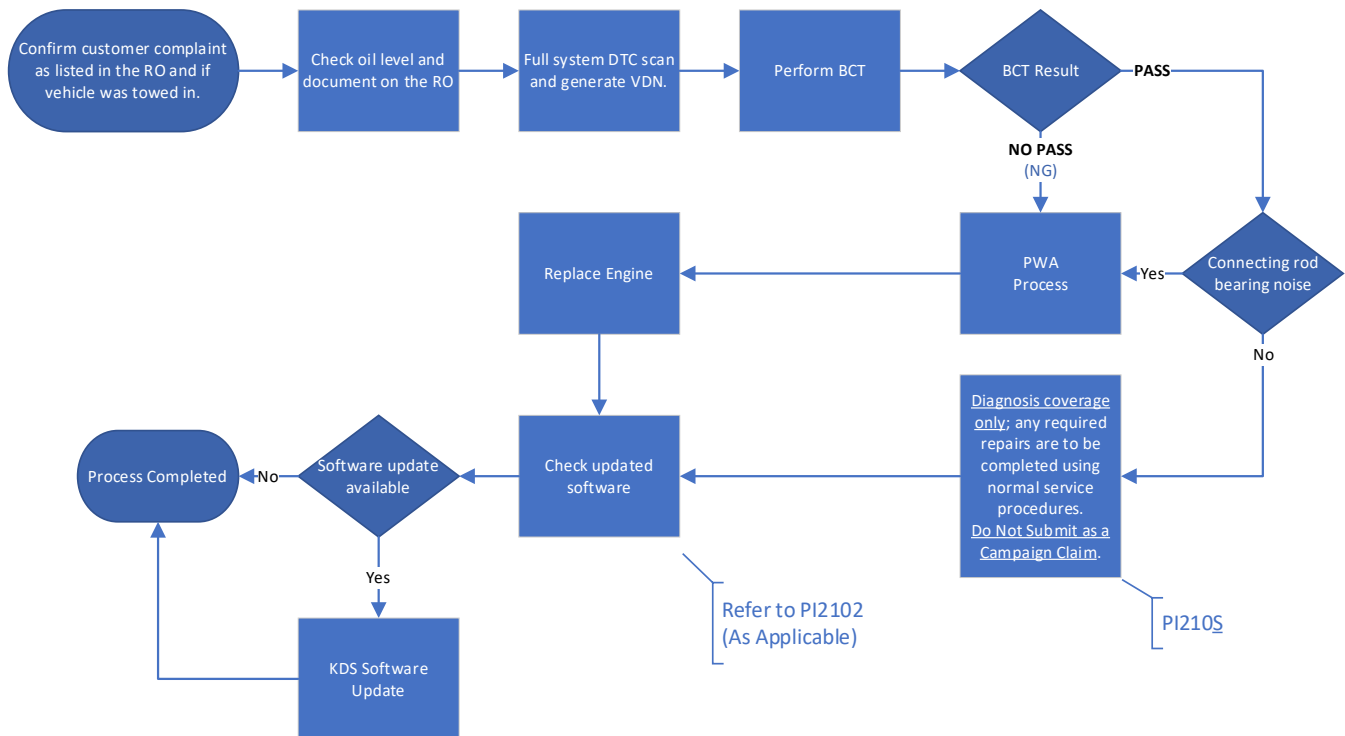 Confirm customer complaint
as listed in the RO and if
vehicle was towed in.
Check oil level and
document on the RO
Full system DTC scan
and generate VDN.
Perform BCT
BCT Result
PASS
NO PASS
(NG)
Replace Engine
PWA
Process
Yes
Connecting rod
bearing noise
No
Process Completed
No
Software update
available
Check updated
software
Diagnosis coverage
only; any required
repairs are to be
completed using
normal service
procedures.
Do Not Submit as a
Campaign Claim.
Yes
Refer to PI2102
(As Applicable)
PI210S
KDS Software
Update